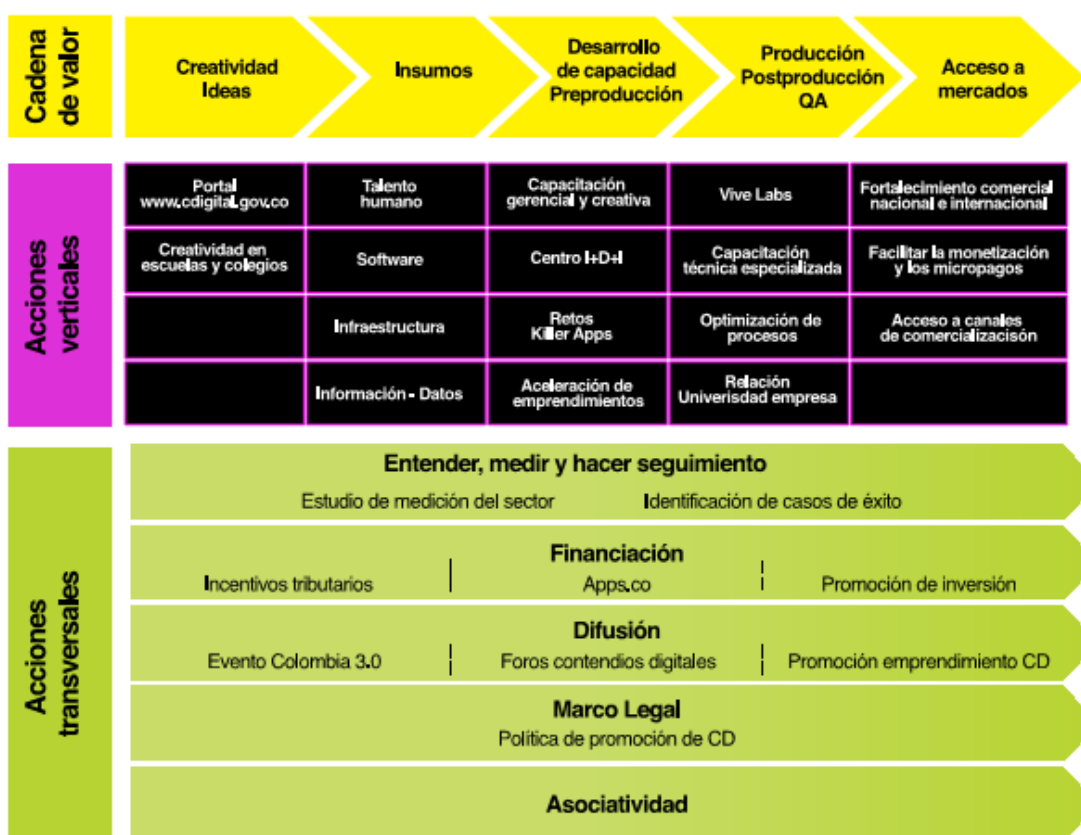 Cadena
de valor
Creatividad
Ideas
Insumos
Desarrollo
de capacidad
Preproducción
Producción
Postproducción
QA
Acceso a
mercados
Acciones
verticales
Portal
www.cdigital.gov.co
Talento
humano
Capacitación
gerencial y creativa
Vive Labs
Fortalecimiento comercial
nacional e internacional
Creatividad en
escuelas y colegios
Software
Centro I+D+I
Capacitación
técnica especializada
Facilitar la monetización
y los micropagos
Infraestructura
Retos
Killer Apps
Optimización de
procesos
Acceso a canales
de comercializacisón
Información - Datos
Aceleración de
emprendimientos
Relación
Univerisdad empresa
Acciones
transversales
Entender, medir y hacer seguimiento
Estudio de medición del sector
Identificación de casos de éxito
Financiación
Incentivos tributarios
Apps.co
Promoción de inversión
Difusión
Evento Colombia 3.0
Foros contendios digitales
Promoción emprendimiento CD
Marco Legal
Política de promoción de CD
Asociatividad